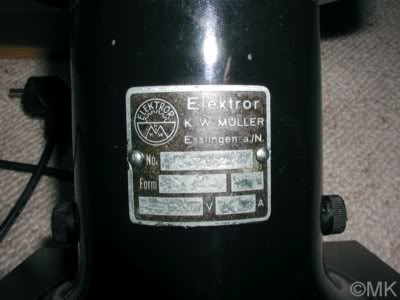 ELEKTROR
Elektror
K. W. MÜLLER
Esslingen a./N.
No.
Form
V A
©MK